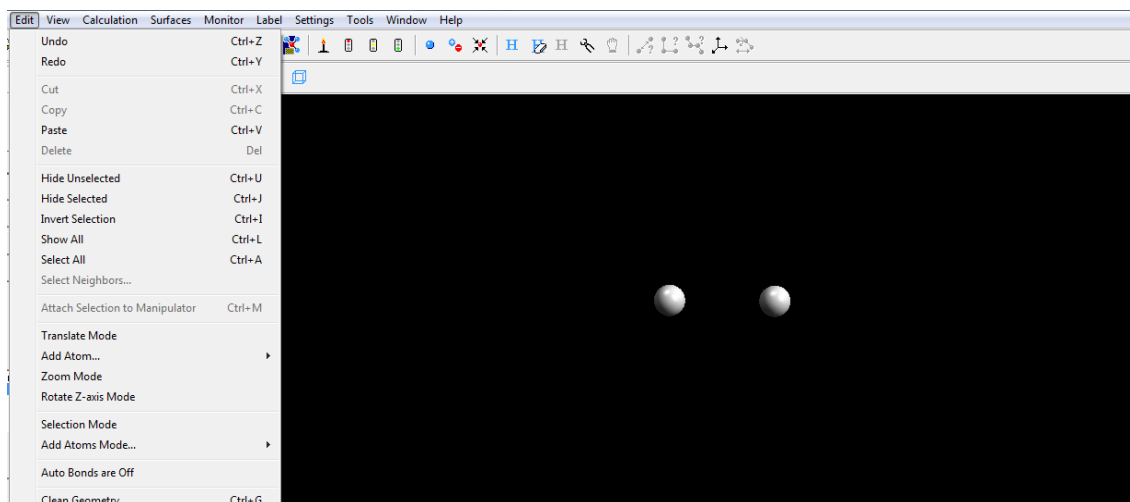 Edit View Calculation Surfaces Monitor Label Settings Tools Window Help
Undo Ctrl+Z
Redo Ctrl+Y
Cut Ctrl+X
Copy Ctrl+C
Paste Ctrl+V
Delete Del
Hide Unselected Ctrl+U
Hide Selected Ctrl+J
Invert Selection Ctrl+I
Show All Ctrl+L
Select All Ctrl+A
Select Neighbors...
Attach Selection to Manipulator Ctrl+M
Translate Mode
Add Atom...
Zoom Mode
Rotate Z-axis Mode
Selection Mode
Add Atoms Mode...
Auto Bonds are Off
Clean Geometry Ctrl+G
H H